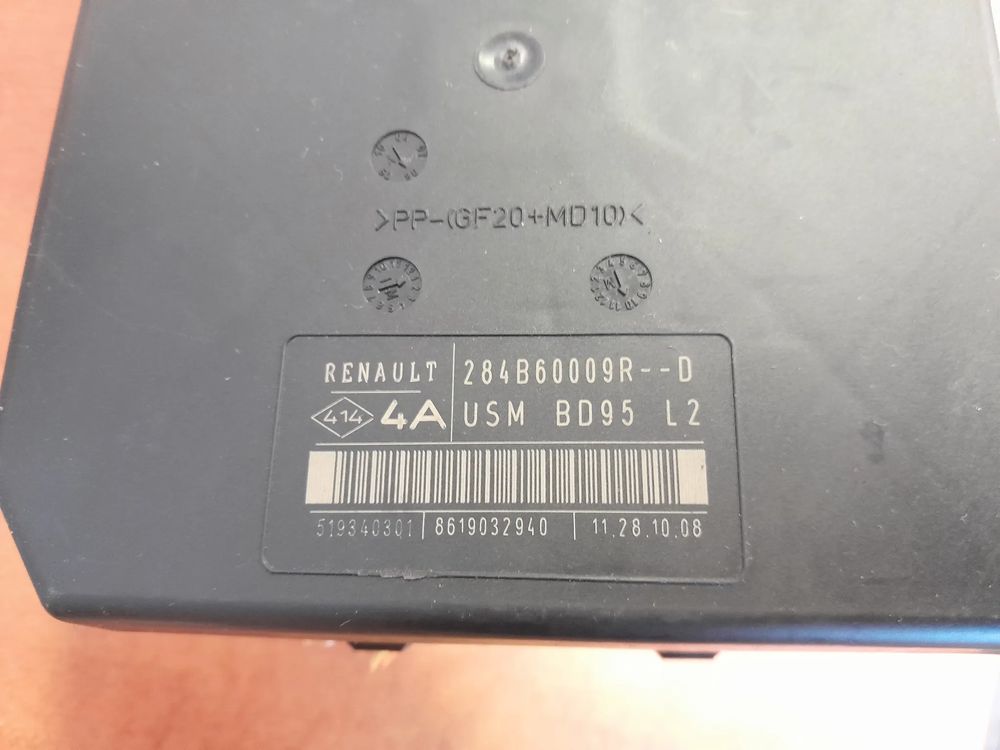 >PP-(GF20+MD10)<
RENAULT 284B60009R--D
414 4A USM BD95 L2
519340301 8619032940 11.28.10.08